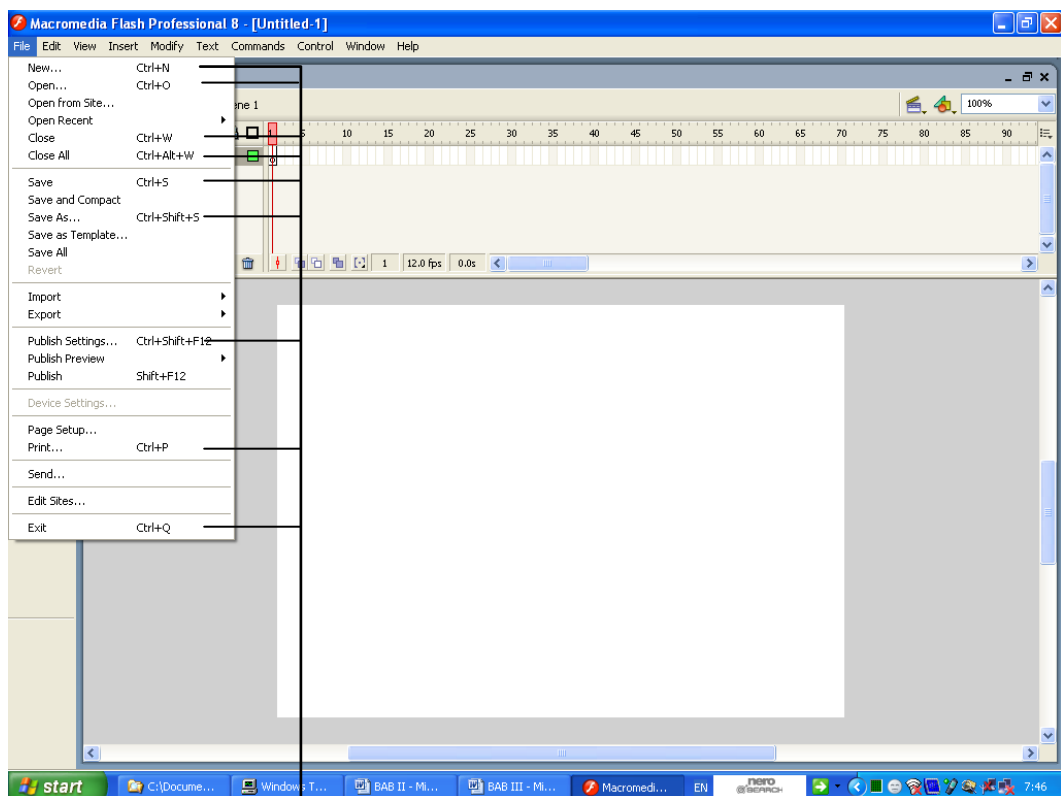 Macromedia Flash Professional 8 - [Untitled-1]
File Edit View Insert Modify Text Commands Control Window Help
New... Ctrl+N
Open... Ctrl+O
Open from Site...
Open Recent
Close Ctrl+W
Close All Ctrl+Alt+W
Save Ctrl+S
Save and Compact
Save As... Ctrl+Shift+S
Save as Template...
Save All
Revert
Import
Export
Publish Settings... Ctrl+Shift+F12
Publish Preview
Publish Shift+F12
Device Settings...
Page Setup...
Print... Ctrl+P
Send...
Edit Sites...
Exit Ctrl+Q
ene 1 100%
1 5 10 15 20 25 30 35 40 45 50 55 60 65 70 75 80 85 90
1 12.0 fps 0.0s
start C:\Docume... Windows T... BAB II - Mi... BAB III - Mi... Macromedi... EN nero SEARCH 7:46